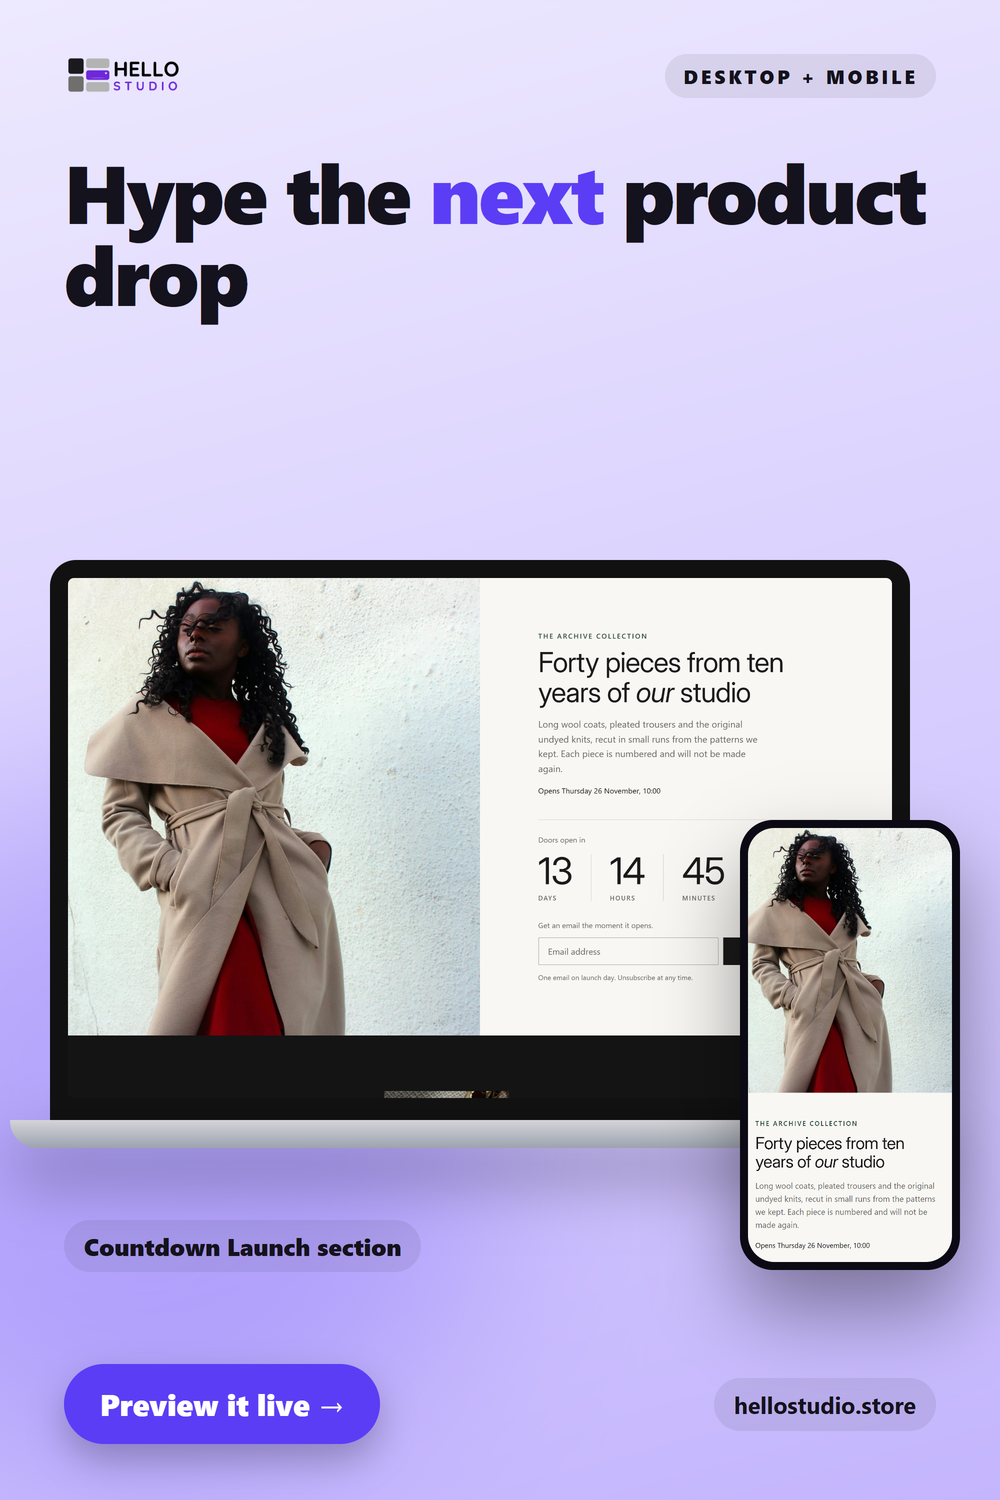 HELLO
STUDIO
DESKTOP + MOBILE
Hype the next product
drop
THE ARCHIVE COLLECTION
Forty pieces from ten
years of our studio
Long wool coats, pleated trousers and the original
undyed knits, recut in small runs from the patterns we
kept. Each piece is numbered and will not be made
again.
Opens Thursday 26 November, 10:00
Doors open in
13 14 45
DAYS HOURS MINUTES
Get an email the moment it opens.
Email address
One email on launch day. Unsubscribe at any time.
THE ARCHIVE COLLECTION
Forty pieces from ten
years of our studio
Long wool coats, pleated trousers and the original
undyed knits, recut in small runs from the patterns
we kept. Each piece is numbered and will not be
made again.
Opens Thursday 26 November, 10:00
Countdown Launch section
Preview it live →
hellostudio.store